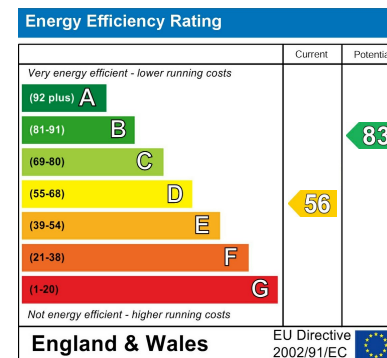 Energy Efficiency Rating
Current Potentia
Very energy efficient - lower running costs
(92 plus) A
(81-91) B
83
(69-80) C
(55-68) D
56
(39-54) E
(21-38) F
(1-20) G
Not energy efficient - higher running costs
England & Wales
EU Directive
2002/91/EC